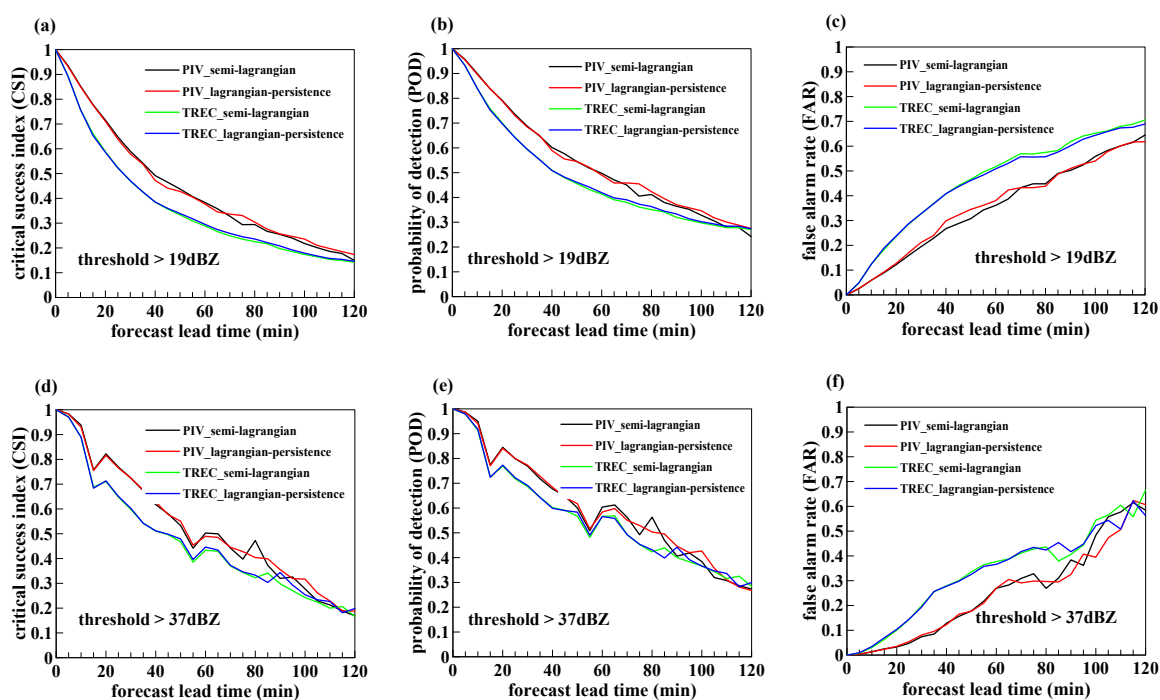 (a)
critical success index (CSI)
1
0.9
0.8
0.7
0.6
0.5
0.4
0.3
0.2
0.1
0
PIV_semi-lagrangian
PIV_lagrangian-persistence
TREC_semi-lagrangian
TREC_lagrangian-persistence
threshold > 19dBZ
0 20 40 60 80 100 120
forecast lead time (min)
(b)
probability of detection (POD)
1
0.9
0.8
0.7
0.6
0.5
0.4
0.3
0.2
0.1
0
PIV_semi-lagrangian
PIV_lagrangian-persistence
TREC_semi-lagrangian
TREC_lagrangian-persistence
threshold > 19dBZ
0 20 40 60 80 100 120
forecast lead time (min)
(c)
false alarm rate (FAR)
1
0.9
0.8
0.7
0.6
0.5
0.4
0.3
0.2
0.1
0
PIV_semi-lagrangian
PIV_lagrangian-persistence
TREC_semi-lagrangian
TREC_lagrangian-persistence
threshold > 19dBZ
0 20 40 60 80 100 120
forecast lead time (min)
(d)
critical success index (CSI)
1
0.9
0.8
0.7
0.6
0.5
0.4
0.3
0.2
0.1
0
PIV_semi-lagrangian
PIV_lagrangian-persistence
TREC_semi-lagrangian
TREC_lagrangian-persistence
threshold > 37dBZ
0 20 40 60 80 100 120
forecast lead time (min)
(e)
probability of detection (POD)
1
0.9
0.8
0.7
0.6
0.5
0.4
0.3
0.2
0.1
0
PIV_semi-lagrangian
PIV_lagrangian-persistence
TREC_semi-lagrangian
TREC_lagrangian-persistence
threshold > 37dBZ
0 20 40 60 80 100 120
forecast lead time (min)
(f)
false alarm rate (FAR)
1
0.9
0.8
0.7
0.6
0.5
0.4
0.3
0.2
0.1
0
PIV_semi-lagrangian
PIV_lagrangian-persistence
TREC_semi-lagrangian
TREC_lagrangian-persistence
threshold > 37dBZ
0 20 40 60 80 100 120
forecast lead time (min)